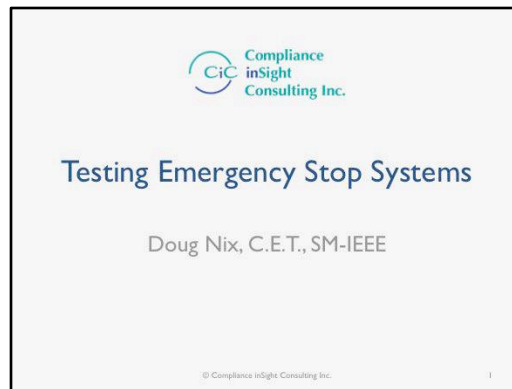 CiC
Compliance
inSight
Consulting Inc.
Testing Emergency Stop Systems
Doug Nix, C.E.T., SM-IEEE
© Compliance inSight Consulting Inc.
1